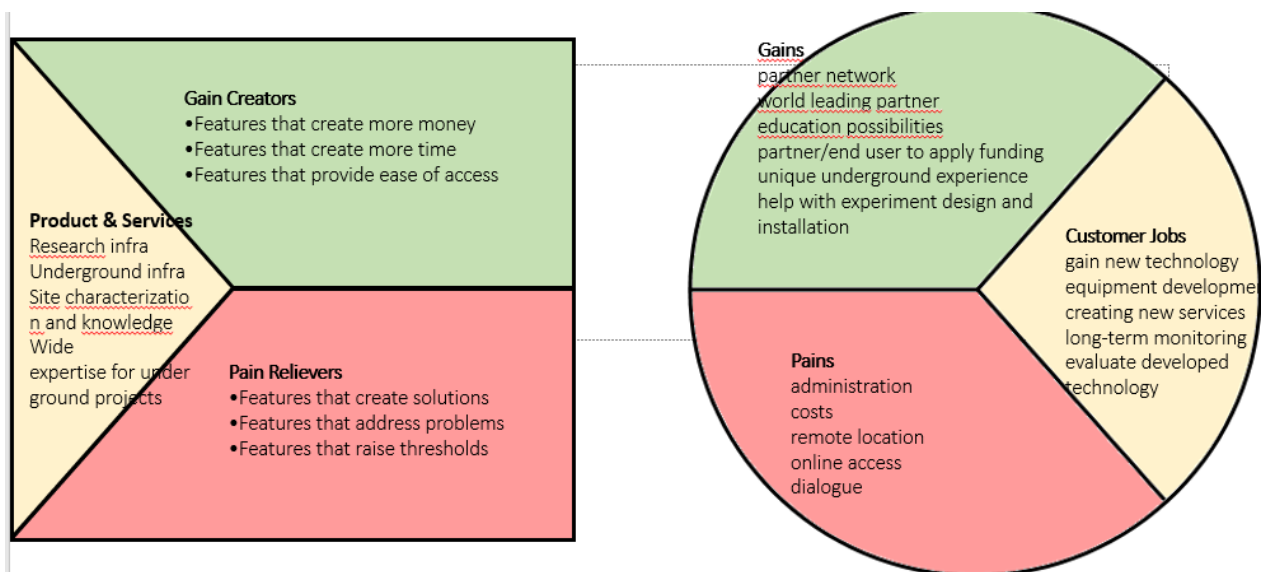 Gain Creators
•Features that create more money
•Features that create more time
•Features that provide ease of access
Product & Services
Research infra
Underground infra
Site characterizatio
n and knowledge
Wide
expertise for under
ground projects
Pain Relievers
•Features that create solutions
•Features that address problems
•Features that raise thresholds
Gains
partner network
world leading partner
education possibilities
partner/end user to apply funding
unique underground experience
help with experiment design and
installation
Customer Jobs
gain new technology
equipment developmen
creating new services
long-term monitoring
evaluate developed
technology
Pains
administration
costs
remote location
online access
dialogue